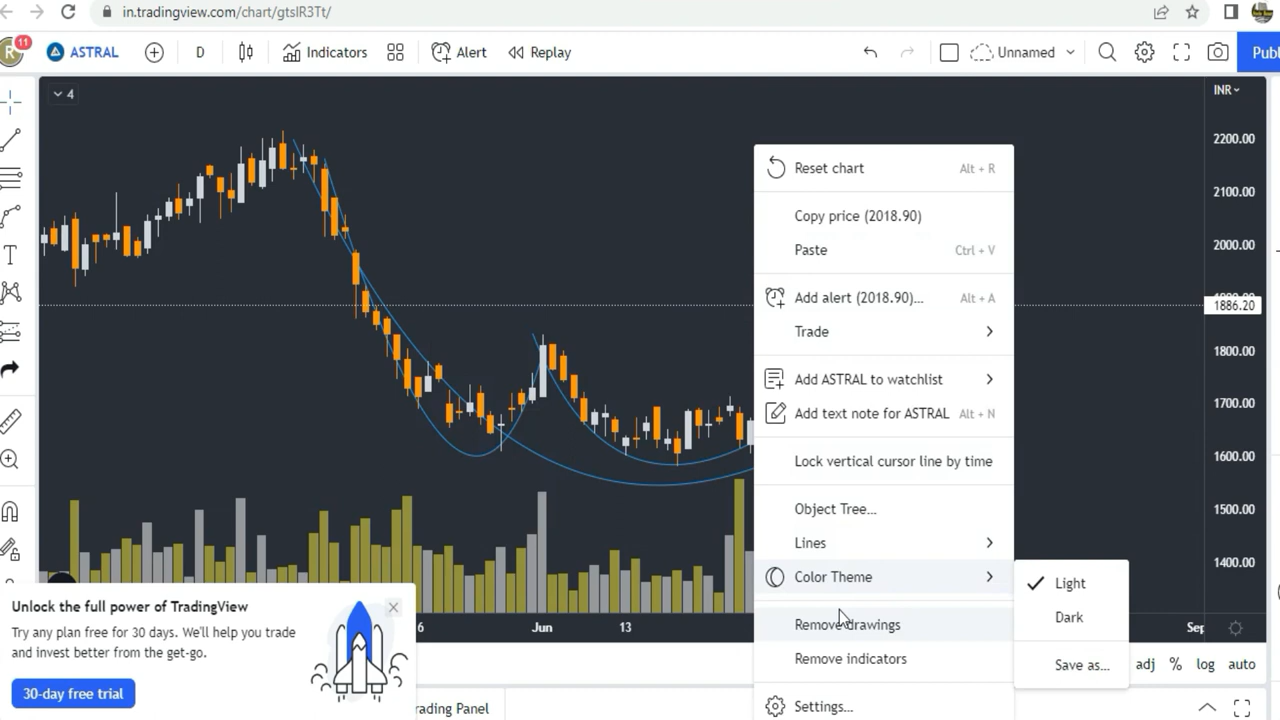 in.tradingview.com/chart/gtslR3Tt/
R 11 ASTRAL D Indicators Alert Replay Unnamed Publ
4
INR
2200.00
2100.00
2000.00
1886.20
1800.00
1700.00
1600.00
1500.00
1400.00
Reset chart Alt + R
Copy price (2018.90)
Paste Ctrl + V
Add alert (2018.90)... Alt + A
Trade
Add ASTRAL to watchlist
Add text note for ASTRAL Alt + N
Lock vertical cursor line by time
Object Tree...
Lines
Color Theme
Remove drawings
Remove indicators
Settings...
Light
Dark
Save as...
Unlock the full power of TradingView
Try any plan free for 30 days. We'll help you trade
and invest better from the get-go.
30-day free trial
6 Jun 13 Sep
adj % log auto
rading Panel